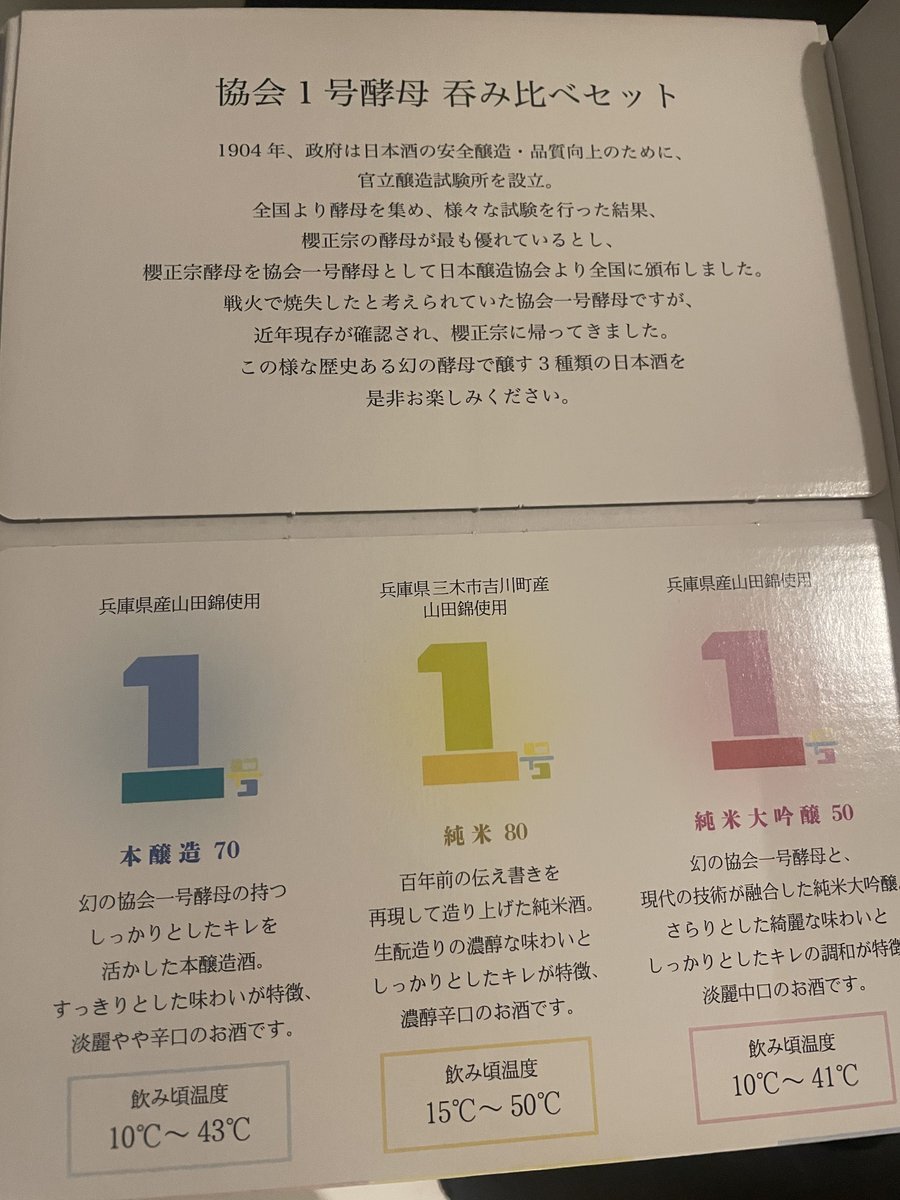 協会1号酵母 呑み比べセット
1904年、政府は日本酒の安全醸造・品質向上のために、
官立醸造試験所を設立。
全国より酵母を集め、様々な試験を行った結果、
櫻正宗の酵母が最も優れているとし、
櫻正宗酵母を協会一号酵母として日本醸造協会より全国に頒布しました。
戦火で焼失したと考えられていた協会一号酵母ですが、
近年現存が確認され、櫻正宗に帰ってきました。
この様な歴史ある幻の酵母で醸す3種類の日本酒を
是非お楽しみください。
兵庫県産山田錦使用
1号
本醸造 70
幻の協会一号酵母の持つ
しっかりとしたキレを
活かした本醸造酒。
すっきりとした味わいが特徴、
淡麗やや辛口のお酒です。
飲み頃温度
10℃〜43℃
兵庫県三木市吉川町産
山田錦使用
1号
純米 80
百年前の伝え書きを
再現して造り上げた純米酒。
生酛造りの濃醇な味わいと
しっかりとしたキレが特徴、
濃醇辛口のお酒です。
飲み頃温度
15℃〜50℃
兵庫県産山田錦使用
1号
純米大吟醸 50
幻の協会一号酵母と、
現代の技術が融合した純米大吟醸。
さらりとした綺麗な味わいと
しっかりとしたキレの調和が特徴
淡麗中口のお酒です。
飲み頃温度
10℃〜41℃